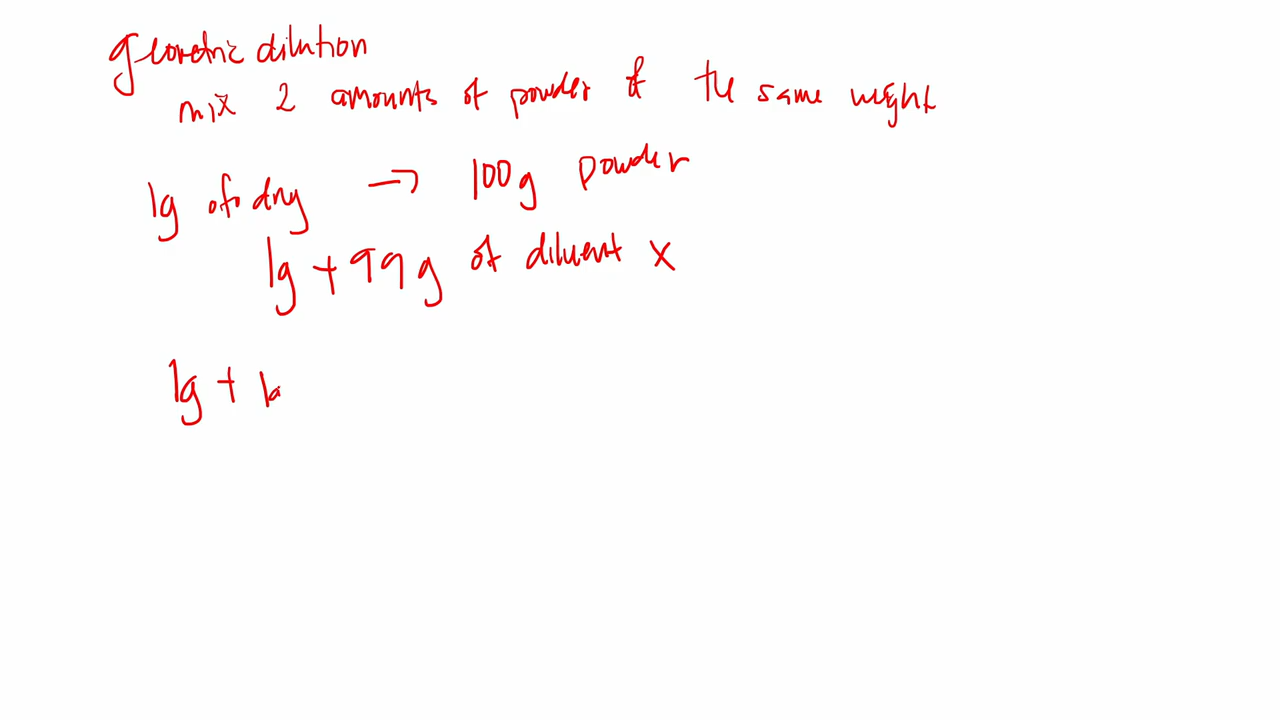 geometric dilution
mix 2 amounts of powder of the same weight
1g of drug → 100g powder
1g + 99g of diluent x
1g + 1